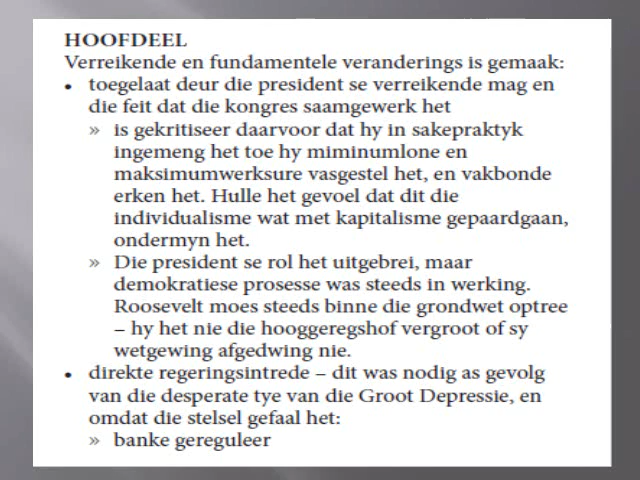 HOOFDEEL
Verreikende en fundamentele veranderings is gemaak:
• toegelaat deur die president se verreikende mag en
die feit dat die kongres saamgewerk het
» is gekritiseer daarvoor dat hy in sakepraktyk
ingemeng het toe hy miminumlone en
maksimumwerksure vasgestel het, en vakbonde
erken het. Hulle het gevoel dat dit die
individualisme wat met kapitalisme gepaardgaan,
ondermyn het.
» Die president se rol het uitgebrei, maar
demokratiese prosesse was steeds in werking.
Roosevelt moes steeds binne die grondwet optree
– hy het nie die hooggeregshof vergroot of sy
wetgewing afgedwing nie.
• direkte regeringsintrede – dit was nodig as gevolg
van die desperate tye van die Groot Depressie, en
omdat die stelsel gefaal het:
» banke gereguleer